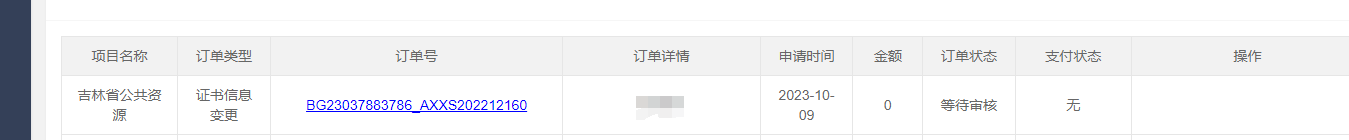 项目名称 订单类型 订单号 订单详情 申请时间 金额 订单状态 支付状态 操作
吉林省公共资 证书信息 BG23037883786_AXXS202212160 2023-10- 0 等待审核 无
源 变更 09